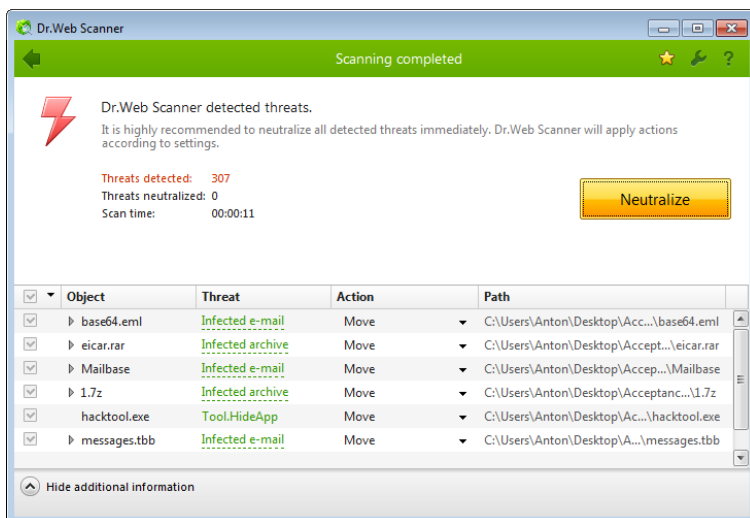 Dr.Web Scanner
Scanning completed
?
Dr.Web Scanner detected threats.
It is highly recommended to neutralize all detected threats immediately. Dr.Web Scanner will apply actions
according to settings.
Threats detected: 307
Threats neutralized: 0
Scan time: 00:00:11
Neutralize
Object Threat Action Path
base64.eml Infected e-mail Move C:\Users\Anton\Desktop\Acc...\base64.eml
eicar.rar Infected archive Move C:\Users\Anton\Desktop\Accept...\eicar.rar
Mailbase Infected e-mail Move C:\Users\Anton\Desktop\Accep...\Mailbase
1.7z Infected archive Move C:\Users\Anton\Desktop\Acceptanc...\1.7z
hacktool.exe Tool.HideApp Move C:\Users\Anton\Desktop\Ac...\hacktool.exe
messages.tbb Infected e-mail Move C:\Users\Anton\Desktop\A...\messages.tbb
Hide additional information